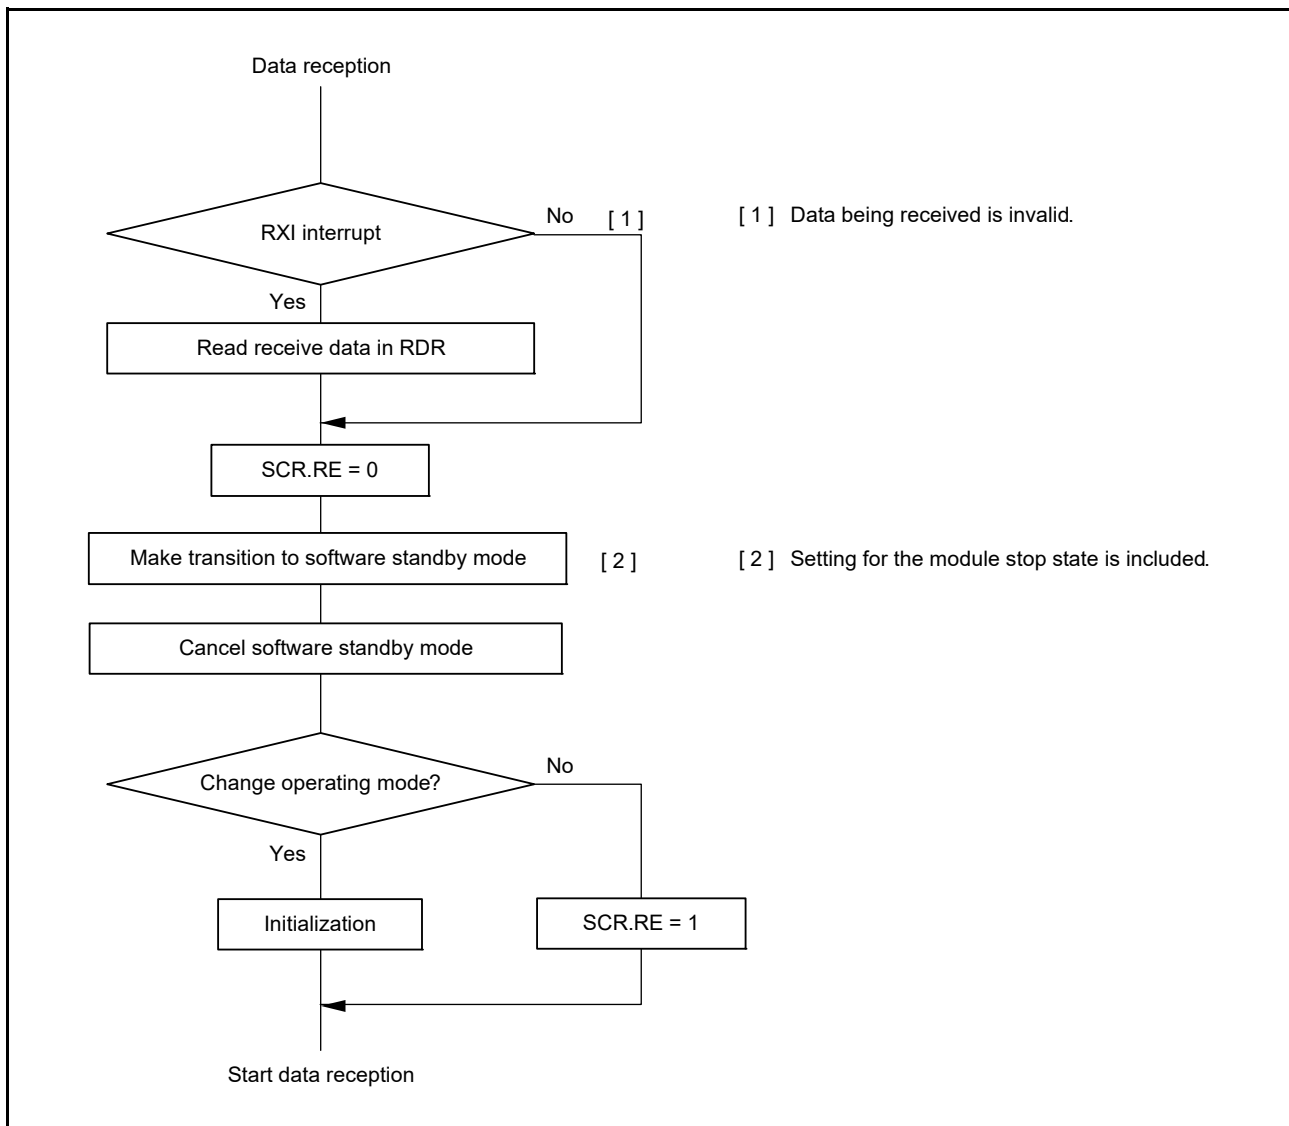 Data reception
No [ 1 ] [ 1 ] Data being received is invalid.
RXI interrupt
Yes
Read receive data in RDR
SCR.RE = 0
Make transition to software standby mode [ 2 ] [ 2 ] Setting for the module stop state is included.
Cancel software standby mode
No
Change operating mode?
Yes
Initialization SCR.RE = 1
Start data reception